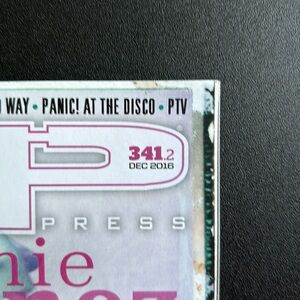 WAY • PANIC! AT THE DISCO • PTV
P
341.2
DEC 2016
PRESS
nie